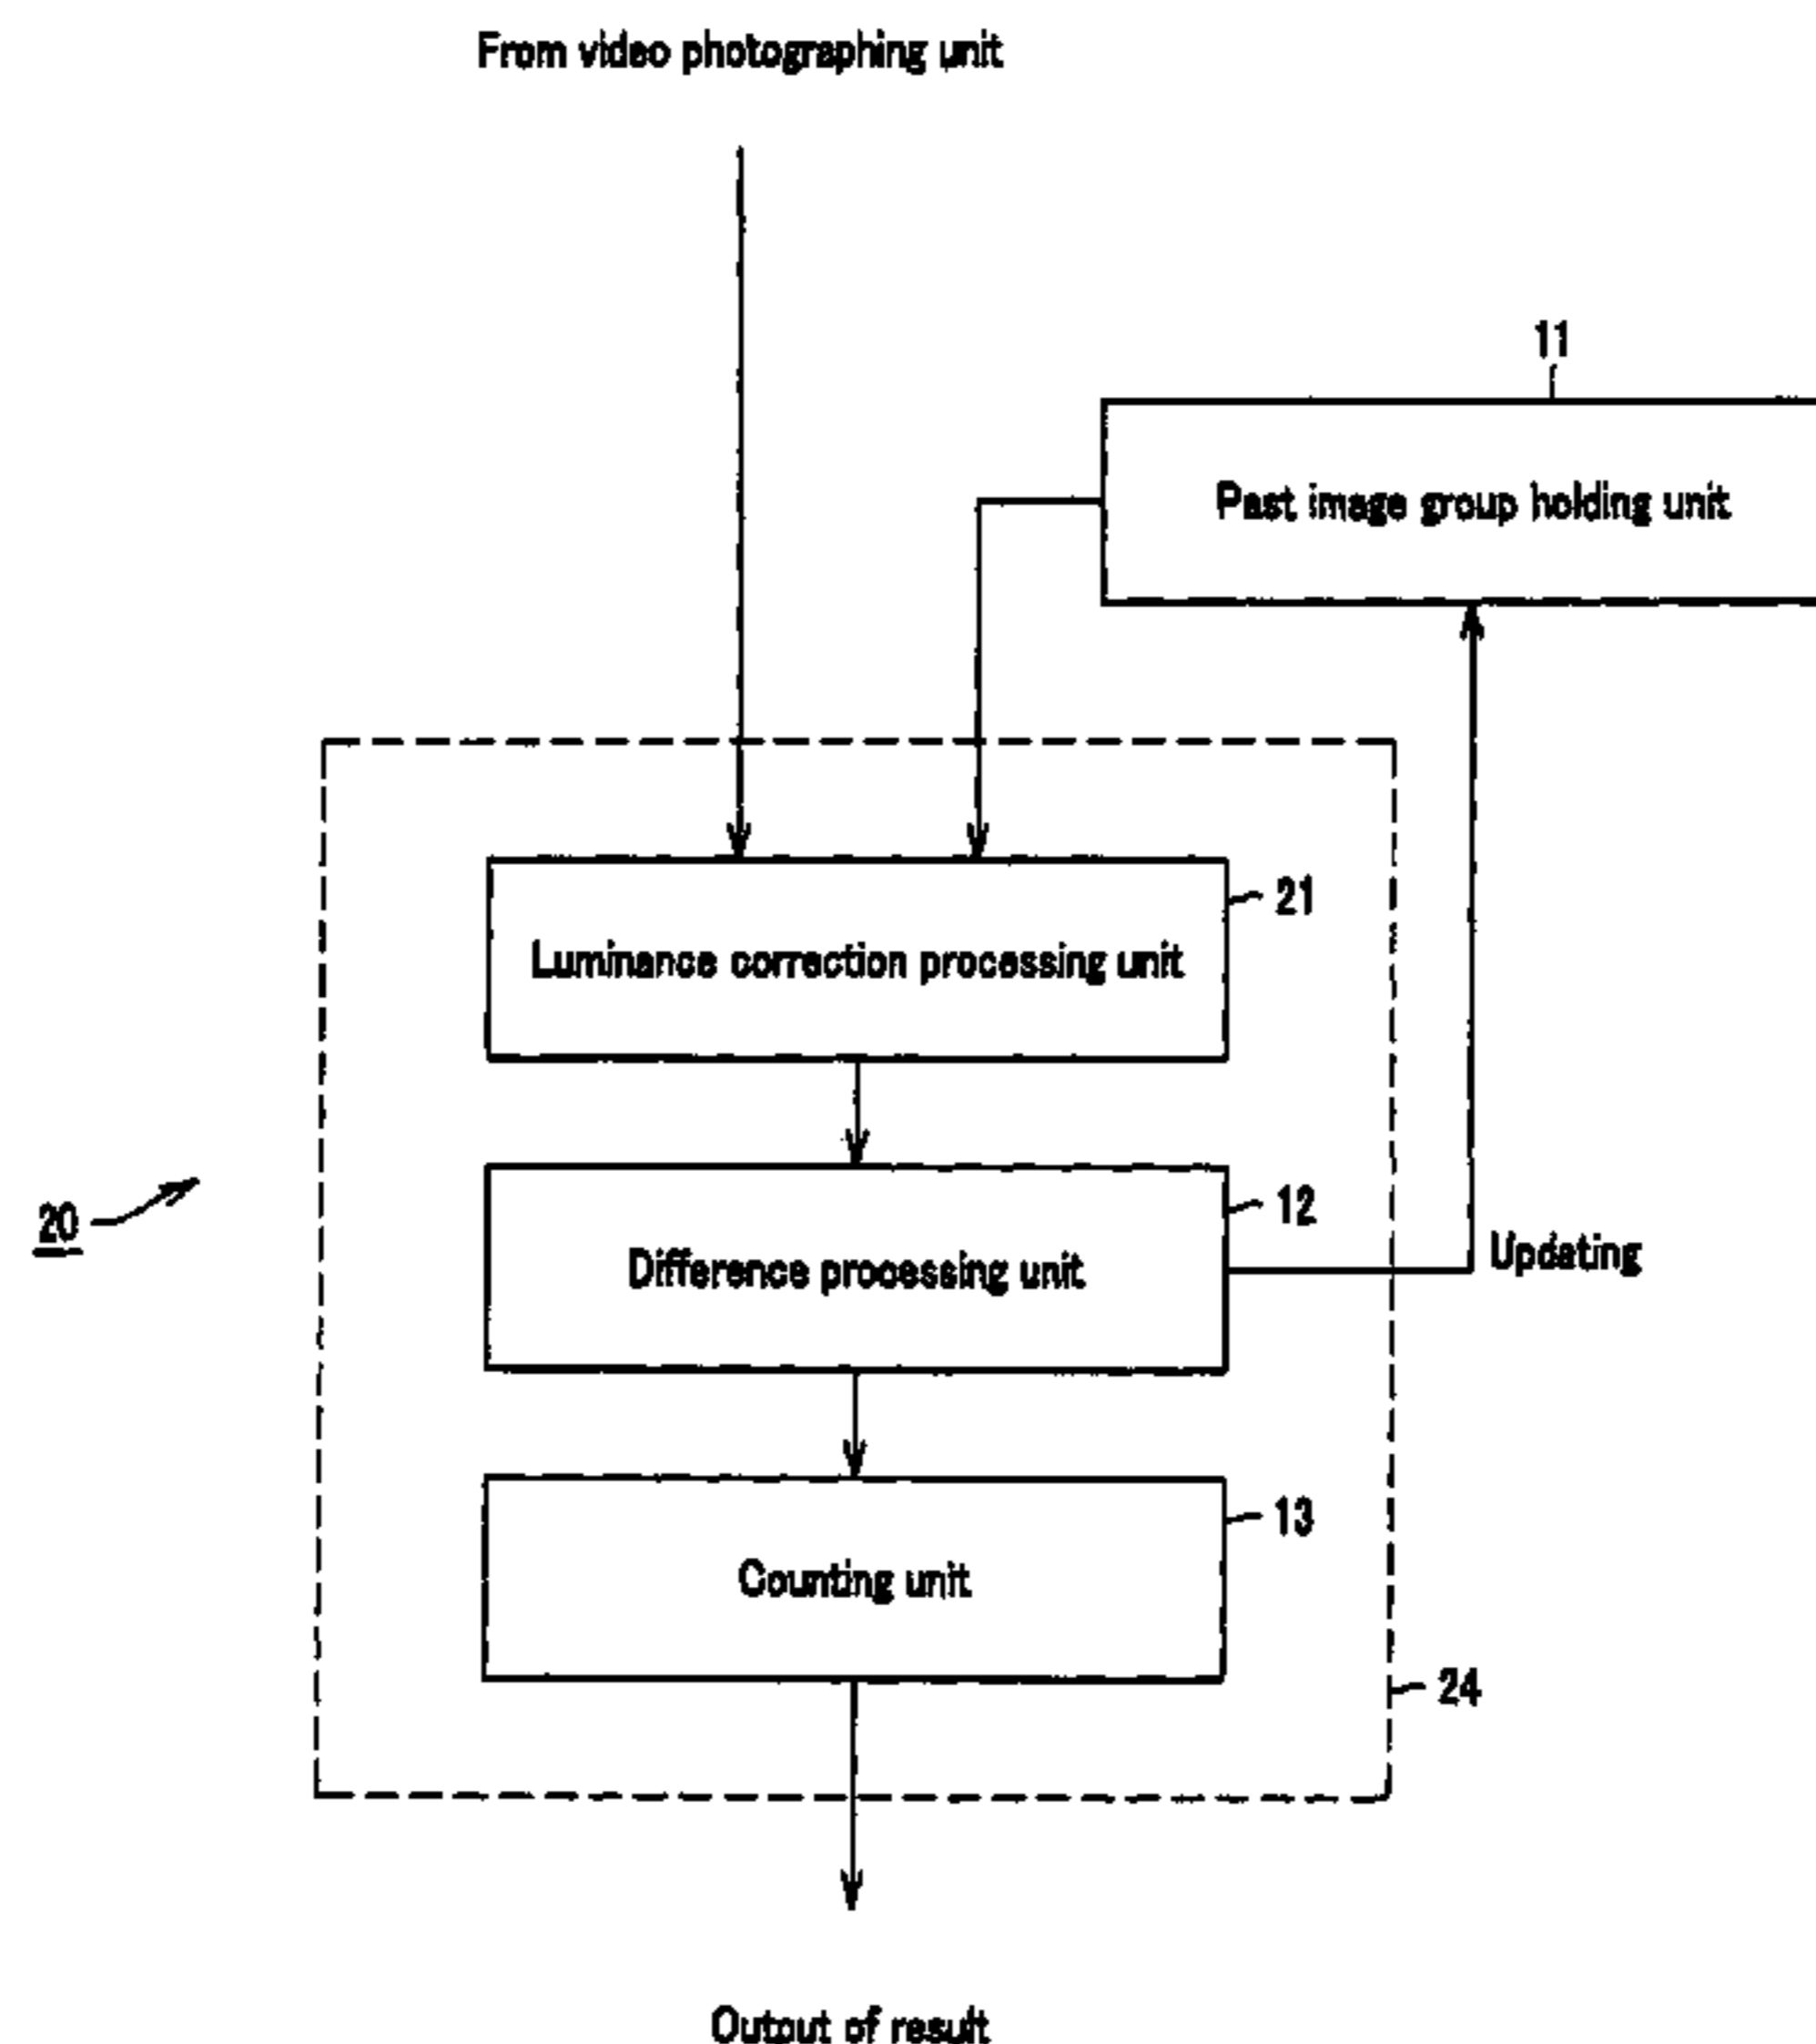 From video photographing unit
11
Past image group holding unit
21
Luminance correction processing unit
20
12
Difference processing unit
Updating
13
Counting unit
24
Output of result